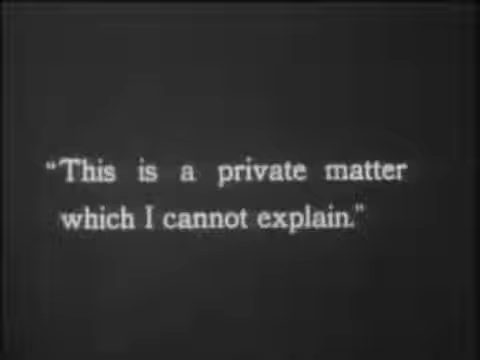 “This is a private matter
which I cannot explain.”